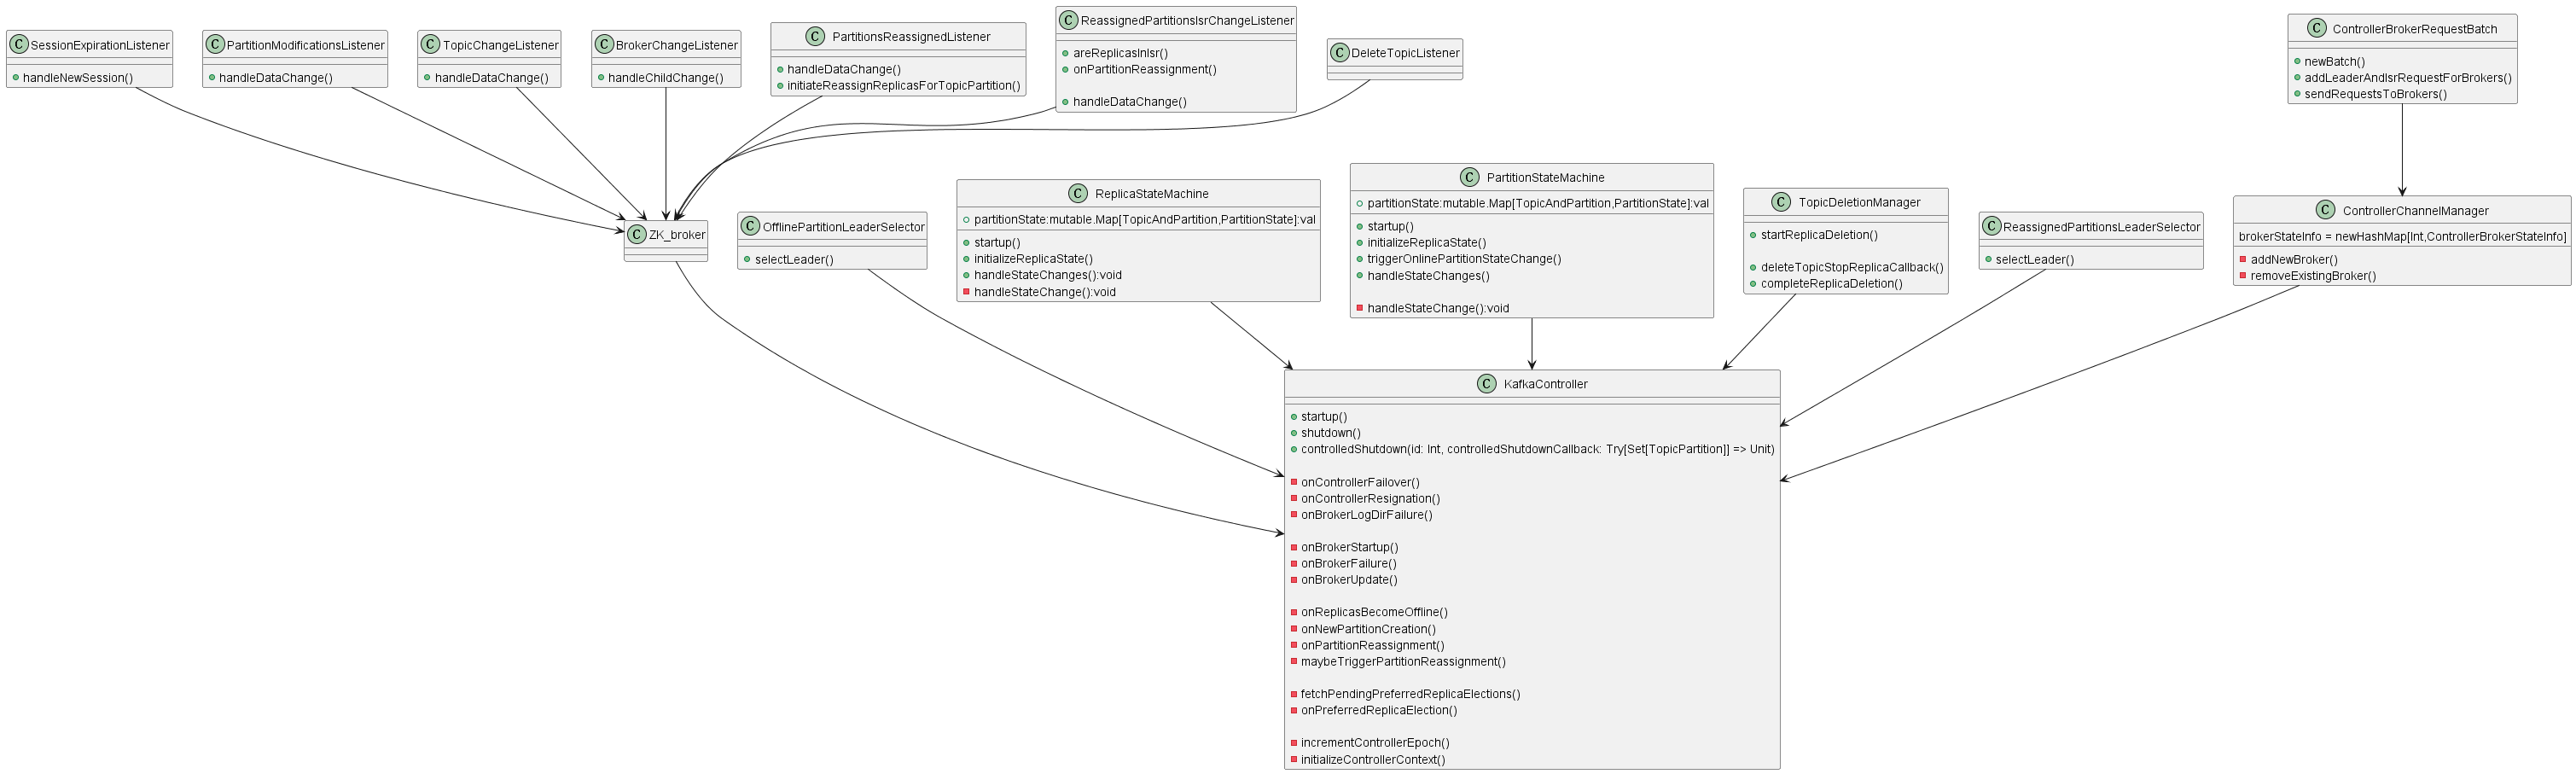 C SessionExpirationListener
handleNewSession()
C PartitionModificationsListener
handleDataChange()
C TopicChangeListener
handleDataChange()
C BrokerChangeListener
handleChildChange()
C PartitionsReassignedListener
handleDataChange()
initiateReassignReplicasForTopicPartition()
C ReassignedPartitionsIsrChangeListener
areReplicasInIsr()
onPartitionReassignment()
handleDataChange()
C DeleteTopicListener
C ControllerBrokerRequestBatch
newBatch()
addLeaderAndIsrRequestForBrokers()
sendRequestsToBrokers()
C ZK_broker
C OfflinePartitionLeaderSelector
selectLeader()
C ReplicaStateMachine
partitionState:mutable.Map[TopicAndPartition,PartitionState]:val
startup()
initializeReplicaState()
handleStateChanges():void
handleStateChange():void
C PartitionStateMachine
partitionState:mutable.Map[TopicAndPartition,PartitionState]:val
startup()
initializeReplicaState()
triggerOnlinePartitionStateChange()
handleStateChanges()
handleStateChange():void
C TopicDeletionManager
startReplicaDeletion()
deleteTopicStopReplicaCallback()
completeReplicaDeletion()
C ReassignedPartitionsLeaderSelector
selectLeader()
C ControllerChannelManager
brokerStateInfo = newHashMap[Int,ControllerBrokerStateInfo]
addNewBroker()
removeExistingBroker()
C KafkaController
startup()
shutdown()
controlledShutdown(id: Int, controlledShutdownCallback: Try[Set[TopicPartition]] => Unit)
onControllerFailover()
onControllerResignation()
onBrokerLogDirFailure()
onBrokerStartup()
onBrokerFailure()
onBrokerUpdate()
onReplicasBecomeOffline()
onNewPartitionCreation()
onPartitionReassignment()
maybeTriggerPartitionReassignment()
fetchPendingPreferredReplicaElections()
onPreferredReplicaElection()
incrementControllerEpoch()
initializeControllerContext()